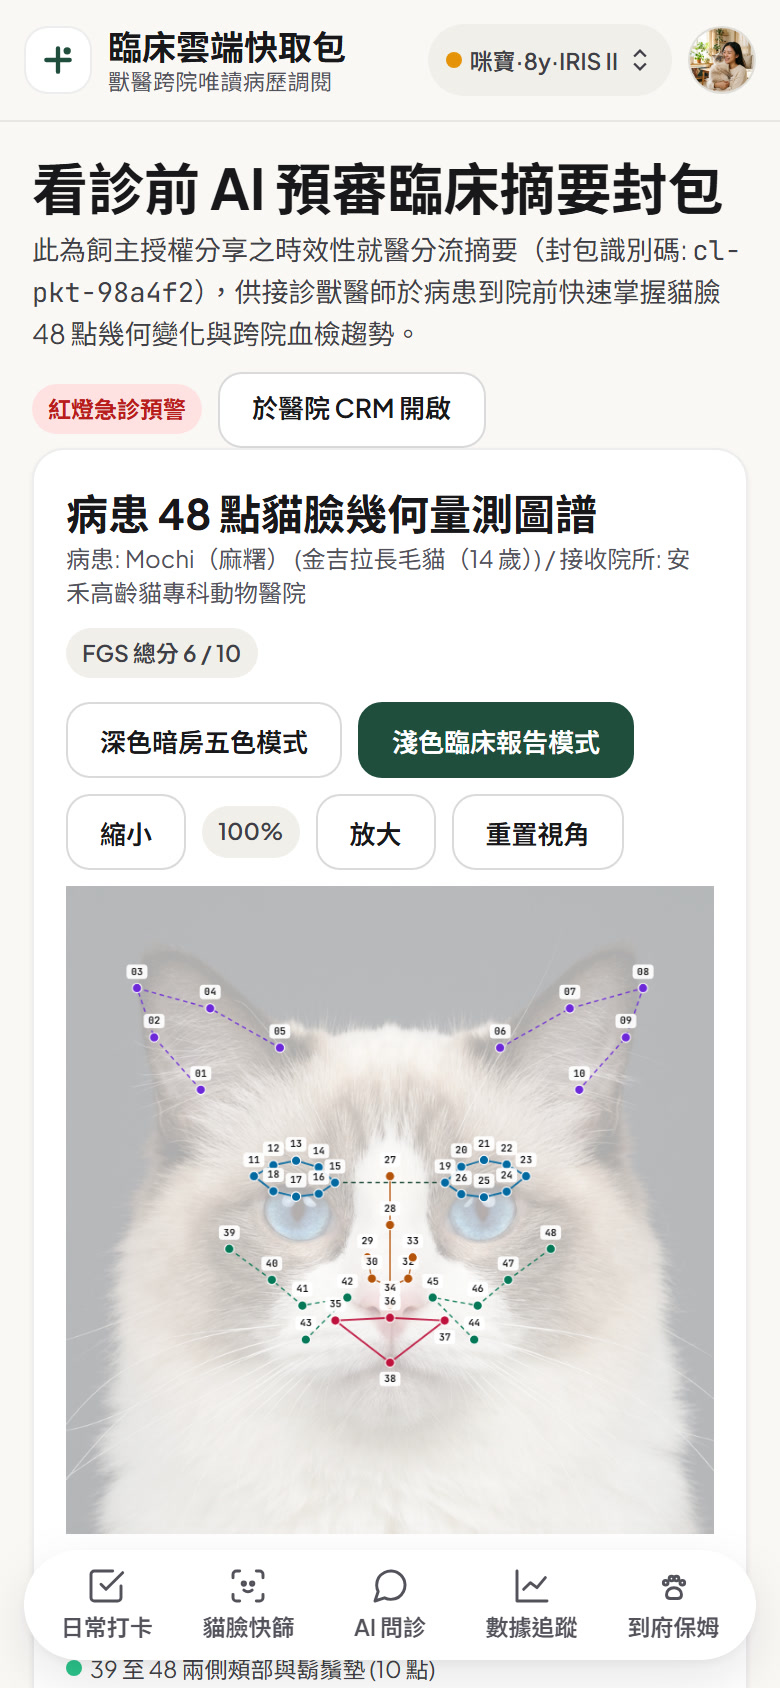 臨床雲端快取包
獸醫跨院唯讀病歷調閱
咪寶·8y·IRIS II
看診前 AI 預審臨床摘要封包
此為飼主授權分享之時效性就醫分流摘要（封包識別碼: cl-
pkt-98a4f2），供接診獸醫師於病患到院前快速掌握貓臉
48 點幾何變化與跨院血檢趨勢。
紅燈急診預警
於醫院 CRM 開啟
病患 48 點貓臉幾何量測圖譜
病患: Mochi（麻糬） (金吉拉長毛貓（14 歲）) / 接收院所: 安
禾高齡貓專科動物醫院
FGS 總分 6 / 10
深色暗房五色模式
淺色臨床報告模式
縮小
100%
放大
重置視角
03
08
04
07
02
09
05
06
01
10
12
13
14
11
15
18
17
16
27
20
21
22
19
23
26
25
24
28
39
48
29
33
40
30
32
47
41
42
34
45
46
35
36
43
37
44
38
日常打卡
貓臉快篩
AI 問診
數據追蹤
到府保姆
39 至 48 兩側頰部與鬍鬚墊 (10 點)